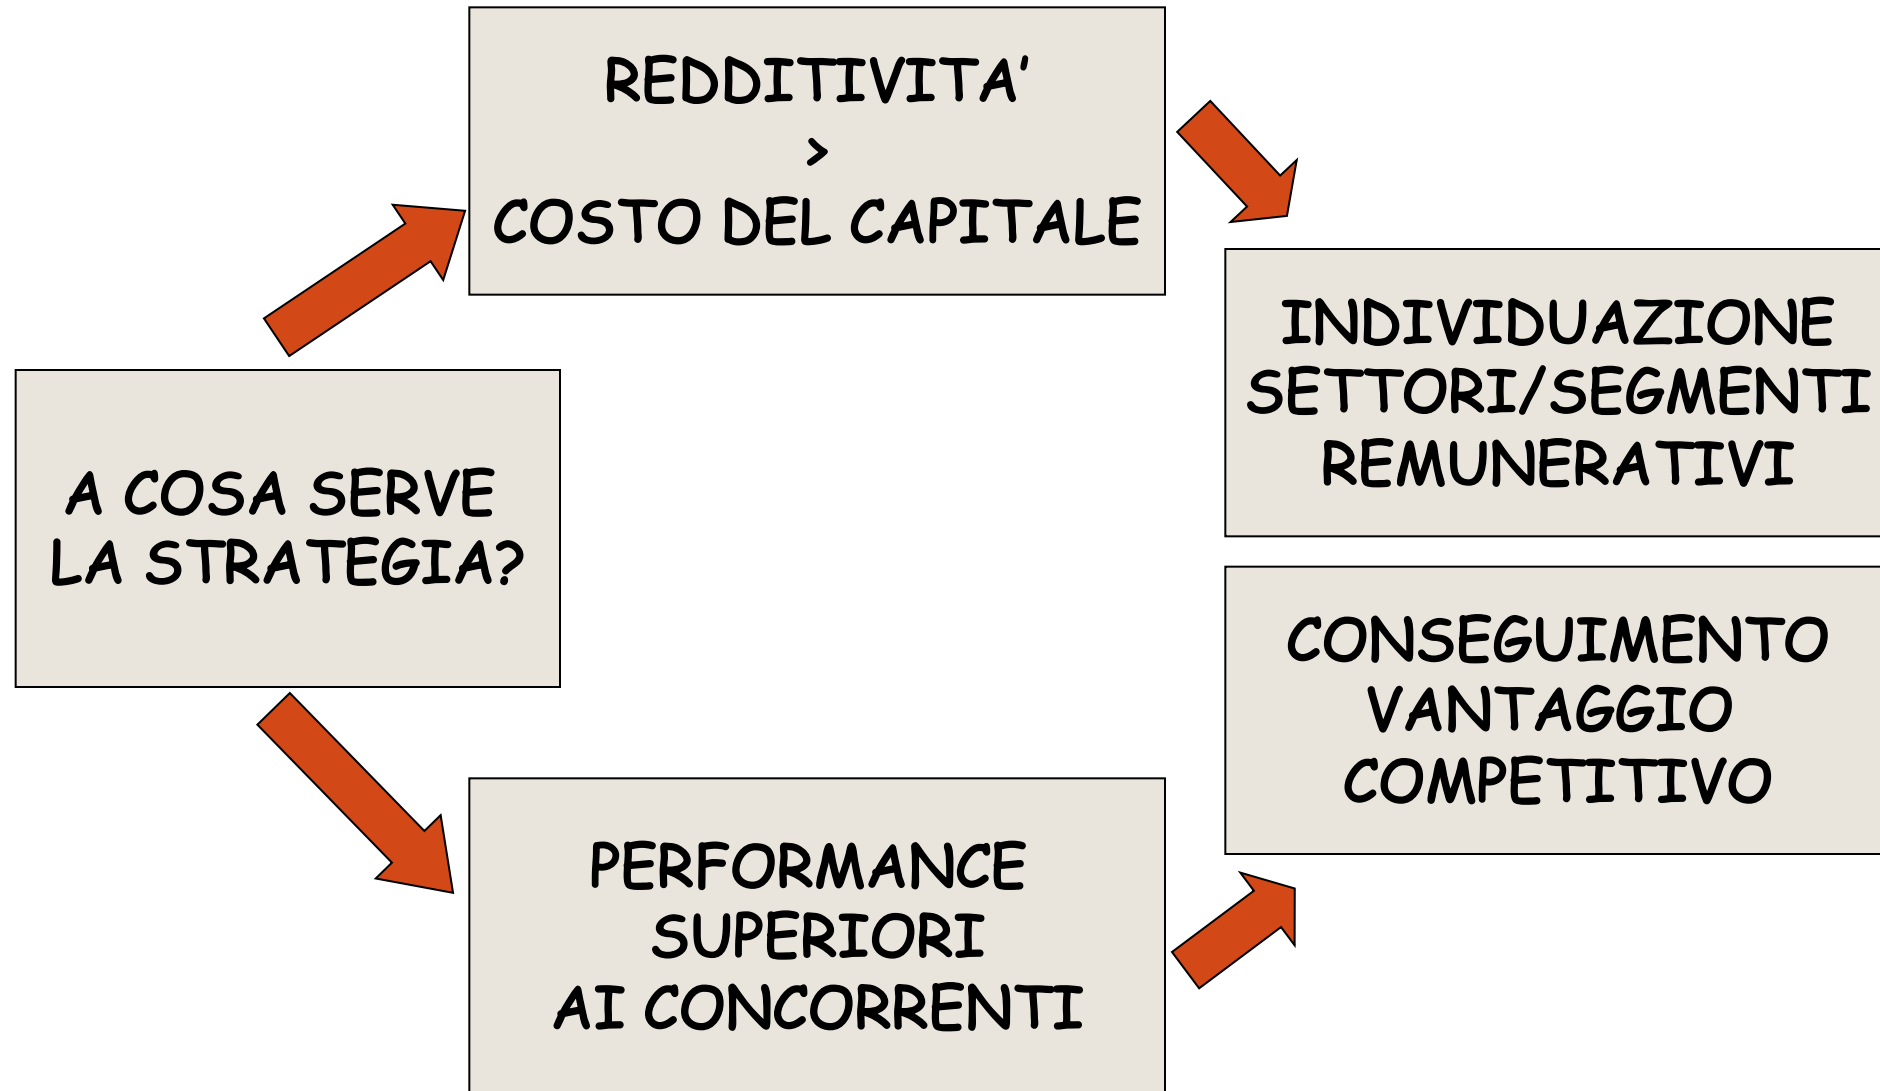 A COSA SERVE
LA STRATEGIA?
REDDITIVITA’
>
COSTO DEL CAPITALE
INDIVIDUAZIONE
SETTORI/SEGMENTI
REMUNERATIVI
PERFORMANCE
SUPERIORI
AI CONCORRENTI
CONSEGUIMENTO
VANTAGGIO
COMPETITIVO